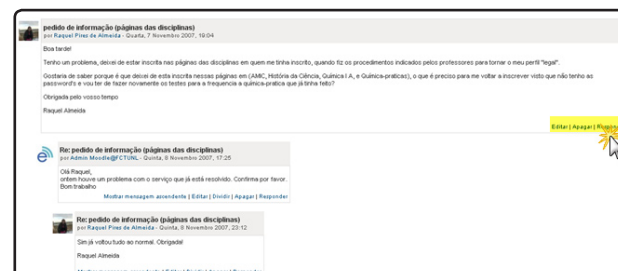 pedido de informação (páginas das disciplinas)
por Raquel Pires de Almeida - Quarta, 7 Novembro 2007, 19:04
Boa tarde!
Tenho um problema, deixei de estar inscrito nas páginas das disciplinas em quem me tinha inscrito, quando fiz os procedimentos indicados pelos professores para tornar o meu perfil "legal".
Gostaria de saber porque é que deixei de esta inscrita nessas páginas em (AMIC, História da Ciência, Química I A, e Química-praticas), o que é preciso para me voltar a inscrever visto que não tenho as
password's e vou ter de fazer novamente os testes para a frequencia a química-pratica que já tinha feito?
Obrigada pelo vosso tempo
Raquel Almeida
Editar | Apagar |
Re: pedido de informação (páginas das disciplinas)
por Admin Moodle@FCTUNL - Quinta, 8 Novembro 2007, 17:26
Olá Raquel,
ontem houve um problema com o serviço que já está resolvido. Confirma por favor.
Bom trabalho
Mostrar mensagem ascendente | Editar | Dividir | Apagar | Responder
Re: pedido de informação (páginas das disciplinas)
por Raquel Pires de Almeida - Quinta, 8 Novembro 2007, 23:12
Sim já voltou tudo ao normal. Obrigada!
Raquel Almeida